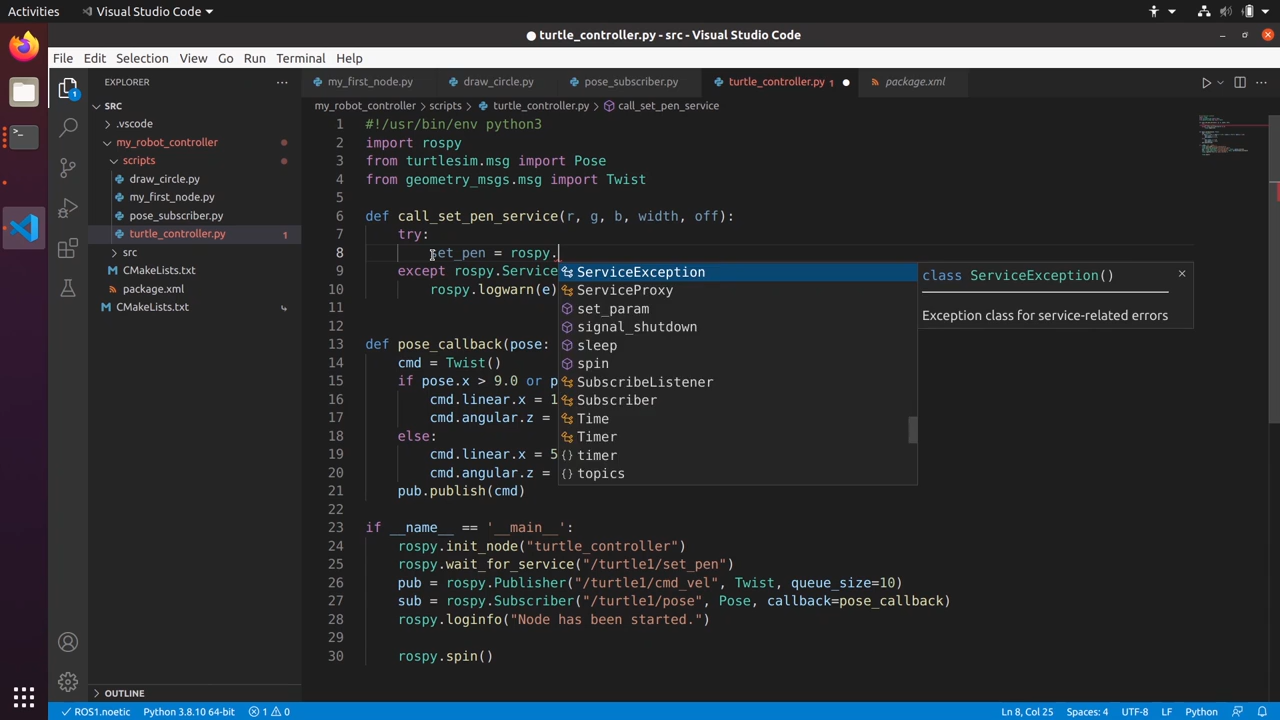 Activities
Visual Studio Code
turtle_controller.py - src - Visual Studio Code
File Edit Selection View Go Run Terminal Help
EXPLORER
my_first_node.py
draw_circle.py
pose_subscriber.py
turtle_controller.py 1
package.xml
1
SRC
.vscode
my_robot_controller
scripts
draw_circle.py
my_first_node.py
pose_subscriber.py
turtle_controller.py 1
src
CMakeLists.txt
package.xml
CMakeLists.txt
OUTLINE
my_robot_controller > scripts > turtle_controller.py > call_set_pen_service
1 #!/usr/bin/env python3
2 import rospy
3 from turtlesim.msg import Pose
4 from geometry_msgs.msg import Twist
5
6 def call_set_pen_service(r, g, b, width, off):
7 try:
8 set_pen = rospy.
9 except rospy.Service
10 rospy.logwarn(e)
11
12
13 def pose_callback(pose:
14 cmd = Twist()
15 if pose.x > 9.0 or p
16 cmd.linear.x = 1
17 cmd.angular.z =
18 else:
19 cmd.linear.x = 5
20 cmd.angular.z =
21 pub.publish(cmd)
22
23 if __name__ == '__main__':
24 rospy.init_node("turtle_controller")
25 rospy.wait_for_service("/turtle1/set_pen")
26 pub = rospy.Publisher("/turtle1/cmd_vel", Twist, queue_size=10)
27 sub = rospy.Subscriber("/turtle1/pose", Pose, callback=pose_callback)
28 rospy.loginfo("Node has been started.")
29
30 rospy.spin()
ServiceException
ServiceProxy
set_param
signal_shutdown
sleep
spin
SubscribeListener
Subscriber
Time
Timer
timer
topics
class ServiceException()
Exception class for service-related errors
ROS1.noetic Python 3.8.10 64-bit 1 0
Ln 8, Col 25 Spaces: 4 UTF-8 LF Python